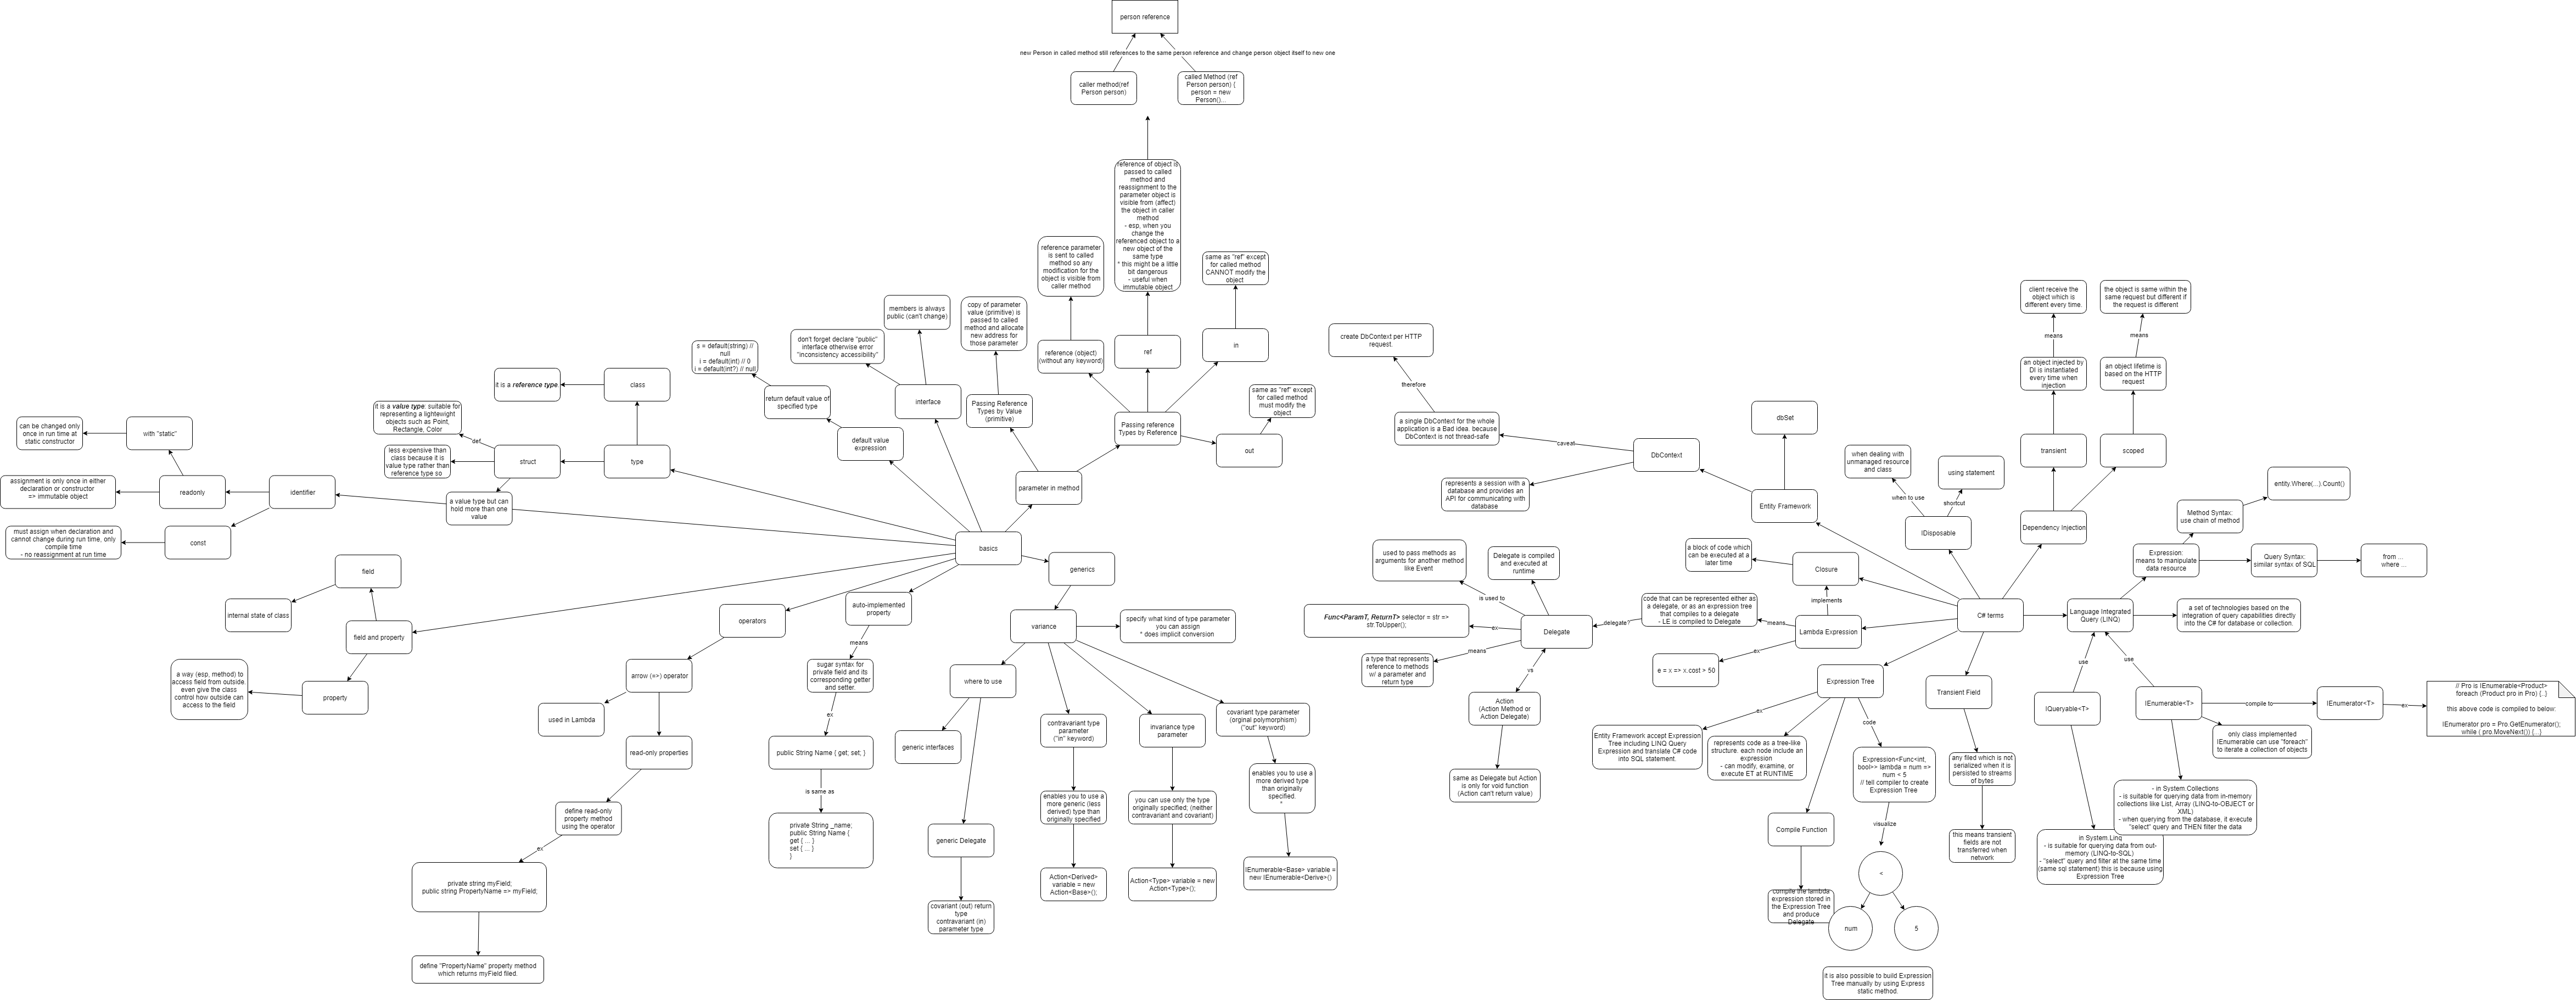 person reference
new Person in called method still references to the same person reference and change person object itself to new one
caller method(ref
Person person)
called Method (ref
Person person) {
person = new
Person()...
reference of object is
passed to called
method and
reassignment to the
parameter object is
visible from (affect)
the object in caller
method
- esp, when you
change the
referenced object to a
new object of the
same type
* this might be a little
bit dangerous
- useful when
immutable object
reference parameter
is sent to called
method so any
modification for the
object is visible from
caller method
same as "ref" except
for called method
CANNOT modify the
object
members is always
public (can't change)
copy of parameter
value (primitive) is
passed to called
method and allocate
new address for
those parameter
don't forget declare "public"
interface otherwise error
"inconsistency accessibility"
s = default(string) //
null
i = default(int) // 0
i = default(int?) // null
reference (object)
(without any keyword)
ref
in
it is a reference type.
class
return default value of
specified type
interface
Passing Reference
Types by Value
(primitive)
same as "ref" except
for called method
must modify the
object
it is a value type: suitable for
representing a lightewight
objects such as Point,
Rectangle, Color
def
Passing reference
Types by Reference
can be changed only
once in run time at
static constructor
with "static"
less expensive than
class because it is
value type rather than
reference type so
struct
type
default value
expression
out
assignment is only once in either
declaration or constructor
=> immutable object
readonly
identifier
a value type but can
hold more than one
value
parameter in method
must assign when declaration and
cannot change during run time, only
compile time
- no reassignment at run time
const
basics
field
generics
internal state of class
field and property
operators
auto-implemented
property
variance
specify what kind of type parameter
you can assign
* does implicit conversion
means
a way (esp, method) to
access field from outside.
even give the class
control how outside can
access to the field
property
arrow (=>) operator
sugar syntax for
private field and its
corresponding getter
and setter.
where to use
used in Lambda
ex
contravariant type
parameter
("in" keyword)
invariance type
parameter
covariant type parameter
(orginal polymorphism)
("out" keyword)
read-only properties
public String Name { get; set; }
generic interfaces
is same as
enables you to use a
more generic (less
derived) type than
originally specified
you can use only the type
originally specified; (neither
contravariant and covariant)
enables you to use a
more derived type
than originally
specified.
*
define read-only
property method
using the operator
private String _name;
public String Name {
get { ... }
set { ... }
}
generic Delegate
ex
private string myField;
public string PropertyName => myField;
Action<Derived>
variable = new
Action<Base>();
Action<Type> variable = new
Action<Type>();
IEnumerable<Base> variable =
new IEnumerable<Derive>()
covariant (out) return
type
contravariant (in)
parameter type
define "PropertyName" property method
which returns myField filed.
create DbContext per HTTP
request.
therefore
a single DbContext for the whole
application is a Bad idea. because
DbContext is not thread-safe
caveat
DbContext
dbSet
represents a session with a
database and provides an
API for communicating with
database
Entity Framework
when dealing with
unmanaged resource
and class
using statement
when to use
shortcut
IDisposable
client receive the
object which is
different every time.
the object is same within the
same request but different if
the request is different
means
means
an object injected by
DI is instantiated
every time when
injection
an object lifetime is
based on the HTTP
request
transient
scoped
Dependency Injection
entity.Where(...).Count()
Method Syntax:
use chain of method
Expression:
means to manipulate
data resource
Query Syntax:
similar syntax of SQL
from ...
where ...
used to pass methods as
arguments for another method
like Event
Delegate is compiled
and executed at
runtime
a block of code which
can be executed at a
later time
Closure
is used to
implements
Func<ParamT, ReturnT> selector = str =>
str.ToUpper();
ex
Delegate
delegate?
code that can be represented either as
a delegate, or as an expression tree
that compiles to a delegate
- LE is compiled to Delegate
means
Lambda Expression
C# terms
Language Integrated
Query (LINQ)
a set of technologies based on the
integration of query capabilities directly
into the C# for database or collection.
means
a type that represents
reference to methods
w/ a parameter and
return type
vs
ex
e = x => x.cost > 50
use
use
Expression Tree
Transient Field
Action
(Action Method or
Action Delegate)
ex
code
IQueryable<T>
IEnumerable<T>
compile to
IEnumerator<T>
ex
// Pro is IEnumerable<Product>
foreach (Product pro in Pro) {..}
this above code is compiled to below:
IEnumerator pro = Pro.GetEnumerator();
while ( pro.MoveNext()) {...}
only class implemented
IEnumerable can use "foreach"
to iterate a collection of objects
Entity Framework accept Expression
Tree including LINQ Query
Expression and translate C# code
into SQL statement.
represents code as a tree-like
structure. each node include an
expression
- can modify, examine, or
execute ET at RUNTIME
Expression<Func<int,
bool>> lambda = num =>
num < 5
// tell compiler to create
Expression Tree
any filed which is not
serialized when it is
persisted to streams
of bytes
same as Delegate but Action
is only for void function
(Action can't return value)
- in System.Collections
- is suitable for querying data from in-memory
collections like List, Array (LINQ-to-OBJECT or
XML)
- when querying from the database, it execute
"select" query and THEN filter the data
visualize
Compile Function
this means transient
fields are not
transferred when
network
in System.Linq
- is suitable for querying data from out-
memory (LINQ-to-SQL)
- "select" query and filter at the same time
(same sql statement) this is because using
Expression Tree
<
compile the lambda
expression stored in
the Expression Tree
and produce
Delegate
num
5
it is also possible to build Expression
Tree manually by using Express
static method.